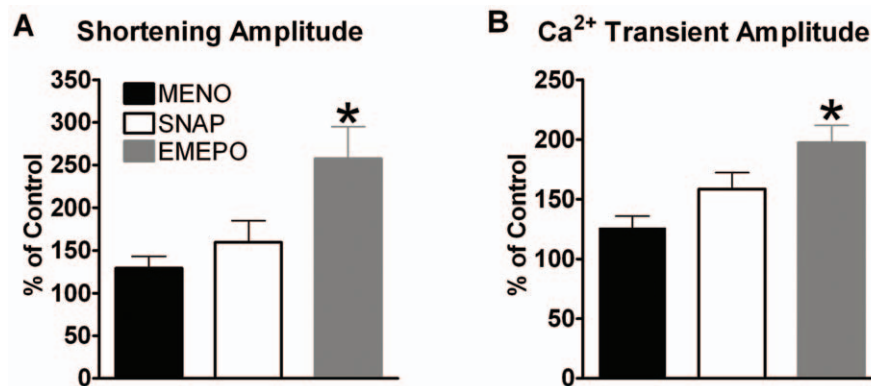 A Shortening Amplitude
% of Control
350
300
250
200
150
100
50
0
MENO
SNAP
EMEPO
*
B Ca²⁺ Transient Amplitude
% of Control
250
200
150
100
50
0
*